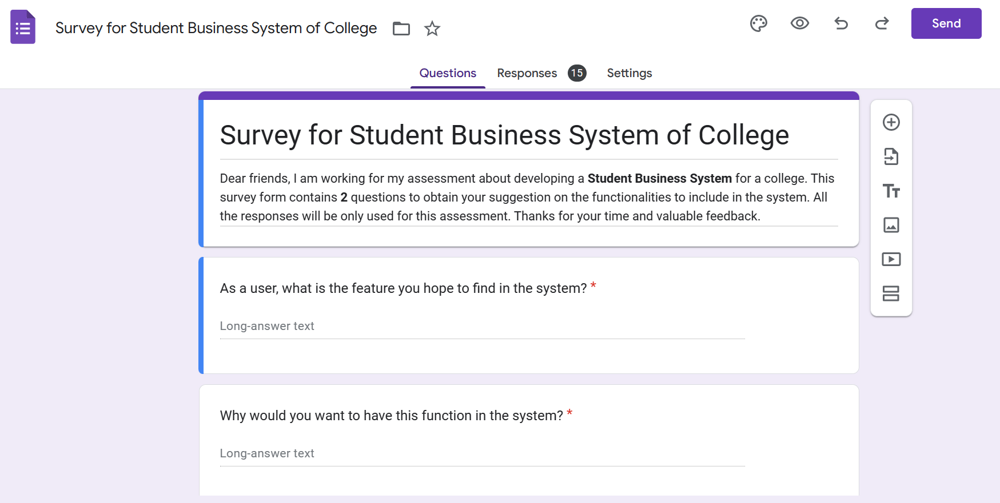 Survey for Student Business System of College
Send
Questions
Responses
15
Settings
Survey for Student Business System of College
Dear friends, I am working for my assessment about developing a Student Business System for a college. This
survey form contains 2 questions to obtain your suggestion on the functionalities to include in the system. All
the responses will be only used for this assessment. Thanks for your time and valuable feedback.
As a user, what is the feature you hope to find in the system? *
Long-answer text
Why would you want to have this function in the system? *
Long-answer text